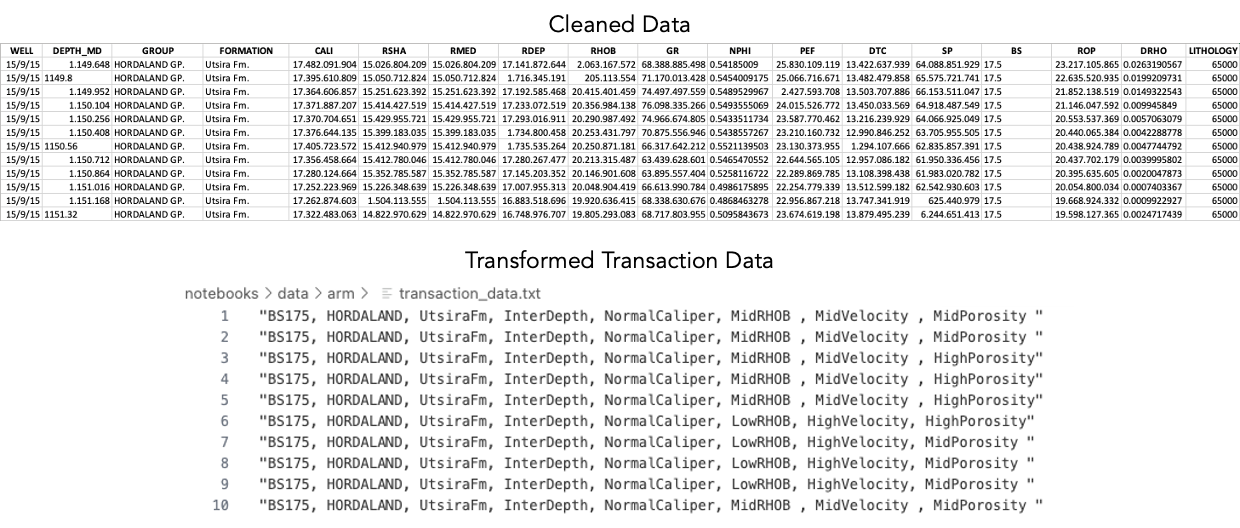 Cleaned Data
WELL DEPTH_MD GROUP FORMATION CALI RSHA RMED RDEP RHOB GR NPHI PEF DTC SP BS ROP DRHO LITHOLOGY
15/9/15 1.149.648 HORDALAND GP. Utsira Fm. 17.482.091.904 15.026.804.209 15.026.804.209 17.141.872.644 2.063.167.572 68.388.885.498 0.54185009 25.830.109.119 13.422.637.939 64.088.851.929 17.5 23.217.105.865 0.0263190567 65000
15/9/15 1149.8 HORDALAND GP. Utsira Fm. 17.395.610.809 15.050.712.824 15.050.712.824 1.716.345.191 205.113.554 71.170.013.428 0.5454009175 25.066.716.671 13.482.479.858 65.575.721.741 17.5 22.635.520.935 0.0199209731 65000
15/9/15 1.149.952 HORDALAND GP. Utsira Fm. 17.364.606.857 15.251.623.392 15.251.623.392 17.192.585.468 20.415.401.459 74.497.497.559 0.5489529967 2.427.593.708 13.503.707.886 66.153.511.047 17.5 21.852.138.519 0.0149322543 65000
15/9/15 1.150.104 HORDALAND GP. Utsira Fm. 17.371.887.207 15.414.427.519 15.414.427.519 17.233.072.519 20.356.984.138 76.098.335.266 0.5493555069 24.015.526.772 13.450.033.569 64.918.487.549 17.5 21.146.047.592 0.009945849 65000
15/9/15 1.150.256 HORDALAND GP. Utsira Fm. 17.370.704.651 15.429.955.721 15.429.955.721 17.293.016.911 20.290.987.492 74.966.674.805 0.5433511734 23.587.770.462 13.216.239.929 64.066.925.049 17.5 20.553.537.369 0.0057063079 65000
15/9/15 1.150.408 HORDALAND GP. Utsira Fm. 17.376.644.135 15.399.183.035 15.399.183.035 1.734.800.458 20.253.431.797 70.875.556.946 0.5438557267 23.210.160.732 12.990.846.252 63.705.955.505 17.5 20.440.065.384 0.0042288778 65000
15/9/15 1150.56 HORDALAND GP. Utsira Fm. 17.405.723.572 15.412.940.979 15.412.940.979 1.735.535.264 20.250.871.181 66.317.642.212 0.5521139503 23.130.373.955 1.294.107.666 62.835.857.391 17.5 20.438.924.789 0.0047744792 65000
15/9/15 1.150.712 HORDALAND GP. Utsira Fm. 17.356.458.664 15.412.780.046 15.412.780.046 17.280.267.477 20.213.315.487 63.439.628.601 0.5465470552 22.644.565.105 12.957.086.182 61.950.336.456 17.5 20.437.702.179 0.0039995802 65000
15/9/15 1.150.864 HORDALAND GP. Utsira Fm. 17.280.124.664 15.352.785.587 15.352.785.587 17.145.203.352 20.146.901.608 63.895.557.404 0.5258116722 22.289.869.785 13.108.398.438 61.983.020.782 17.5 20.395.635.605 0.0020047873 65000
15/9/15 1.151.016 HORDALAND GP. Utsira Fm. 17.252.223.969 15.226.348.639 15.226.348.639 17.007.955.313 20.048.904.419 66.613.990.784 0.4986175895 22.254.779.339 13.512.599.182 62.542.930.603 17.5 20.054.800.034 0.0007403367 65000
15/9/15 1.151.168 HORDALAND GP. Utsira Fm. 17.262.874.603 1.504.113.555 1.504.113.555 16.883.518.696 19.920.636.415 68.338.630.676 0.4868463278 22.956.867.218 13.747.341.919 625.440.979 17.5 19.668.924.332 0.0009922927 65000
15/9/15 1151.32 HORDALAND GP. Utsira Fm. 17.322.483.063 14.822.970.629 14.822.970.629 16.748.976.707 19.805.293.083 68.717.803.955 0.5095843673 23.674.619.198 13.879.495.239 6.244.651.413 17.5 19.598.127.365 0.0024717439 65000
Transformed Transaction Data
notebooks > data > arm > transaction_data.txt
1 "BS175, HORDALAND, UtsiraFm, InterDepth, NormalCaliper, MidRHOB , MidVelocity , MidPorosity "
2 "BS175, HORDALAND, UtsiraFm, InterDepth, NormalCaliper, MidRHOB , MidVelocity , MidPorosity "
3 "BS175, HORDALAND, UtsiraFm, InterDepth, NormalCaliper, MidRHOB , MidVelocity , HighPorosity"
4 "BS175, HORDALAND, UtsiraFm, InterDepth, NormalCaliper, MidRHOB , MidVelocity , HighPorosity"
5 "BS175, HORDALAND, UtsiraFm, InterDepth, NormalCaliper, MidRHOB , MidVelocity , HighPorosity"
6 "BS175, HORDALAND, UtsiraFm, InterDepth, NormalCaliper, LowRHOB, HighVelocity, HighPorosity"
7 "BS175, HORDALAND, UtsiraFm, InterDepth, NormalCaliper, LowRHOB, HighVelocity, MidPorosity "
8 "BS175, HORDALAND, UtsiraFm, InterDepth, NormalCaliper, LowRHOB, HighVelocity, MidPorosity "
9 "BS175, HORDALAND, UtsiraFm, InterDepth, NormalCaliper, LowRHOB, HighVelocity, MidPorosity "
10 "BS175, HORDALAND, UtsiraFm, InterDepth, NormalCaliper, MidRHOB , MidVelocity , MidPorosity "